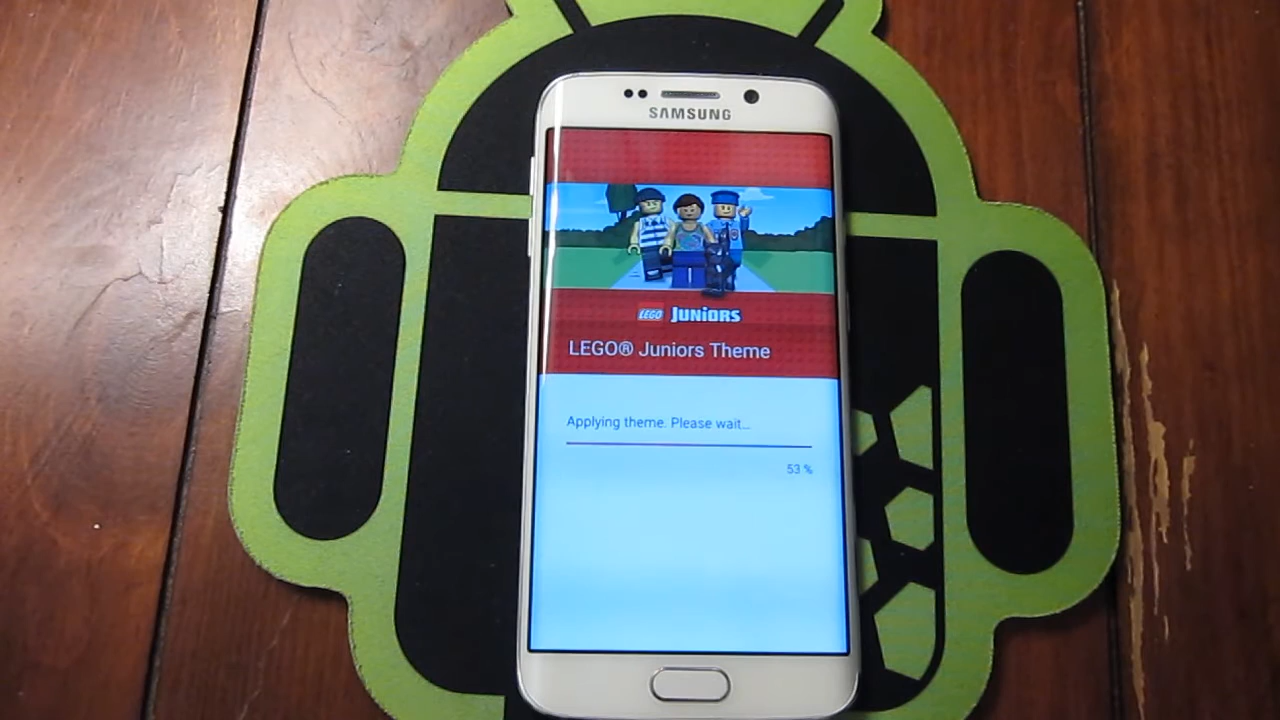 SAMSUNG
LEGO JUNIORS
LEGO® Juniors Theme
Applying theme. Please wait...
53 %